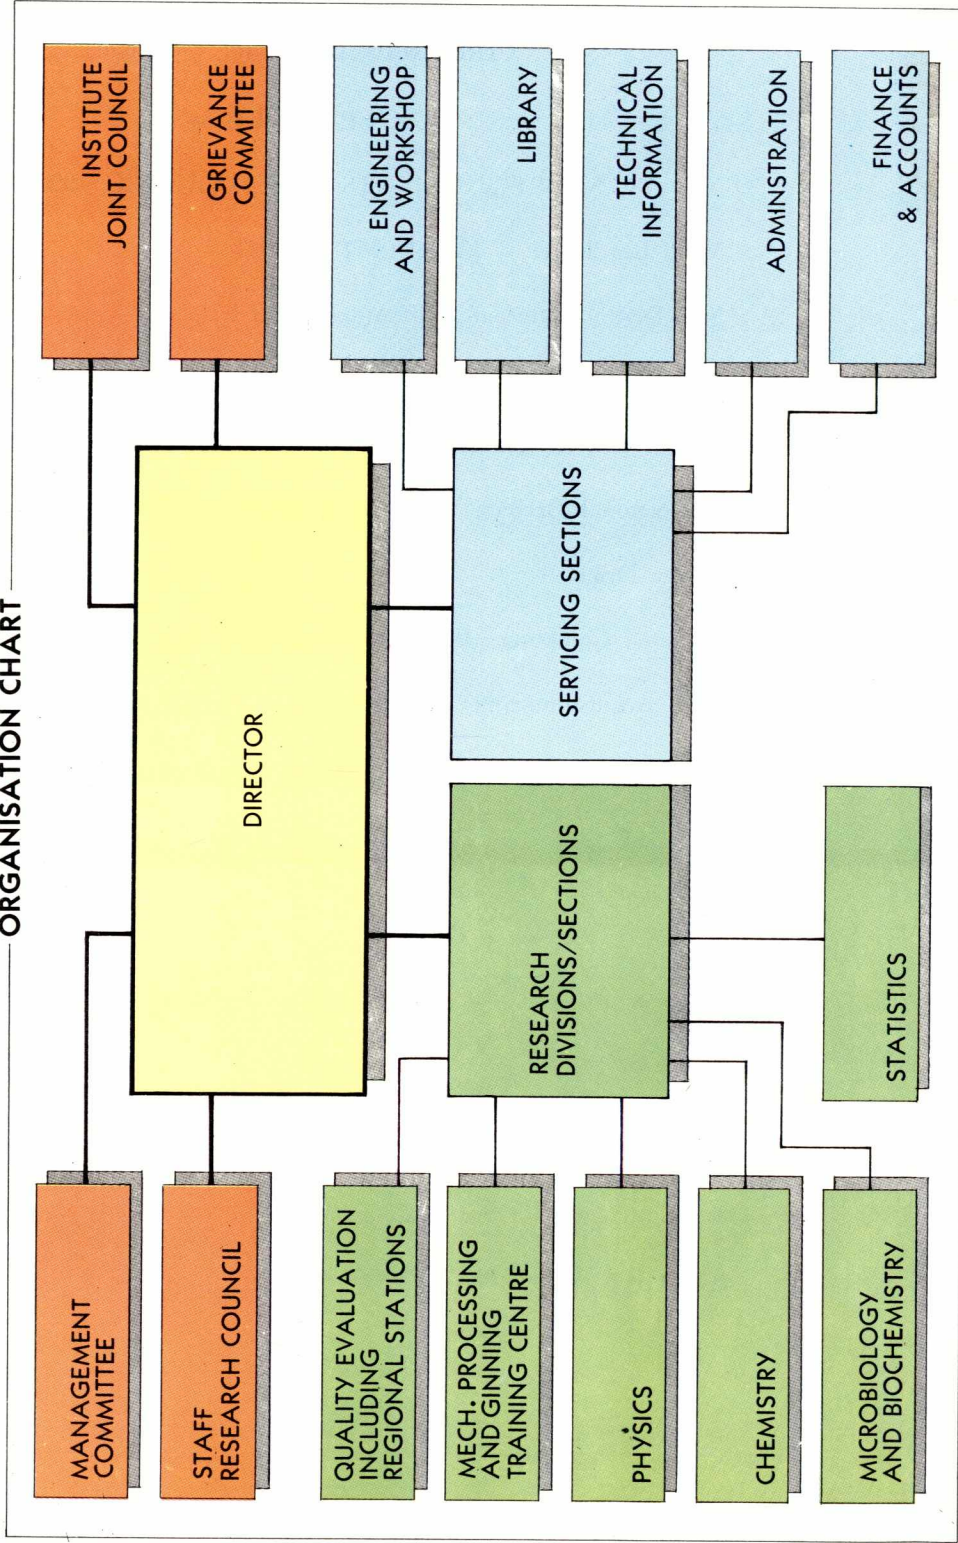 ORGANISATION CHART
MANAGEMENT
COMMITTEE
STAFF
RESEARCH COUNCIL
INSTITUTE
JOINT COUNCIL
GRIEVANCE
COMMITTEE
DIRECTOR
QUALITY EVALUATION
INCLUDING
REGIONAL STATIONS
MECH. PROCESSING
AND GINNING
TRAINING CENTRE
PHYSICS
CHEMISTRY
MICROBIOLOGY
AND BIOCHEMISTRY
RESEARCH
DIVISIONS/SECTIONS
STATISTICS
SERVICING SECTIONS
ENGINEERING
AND WORKSHOP
LIBRARY
TECHNICAL
INFORMATION
ADMINSTRATION
FINANCE
& ACCOUNTS